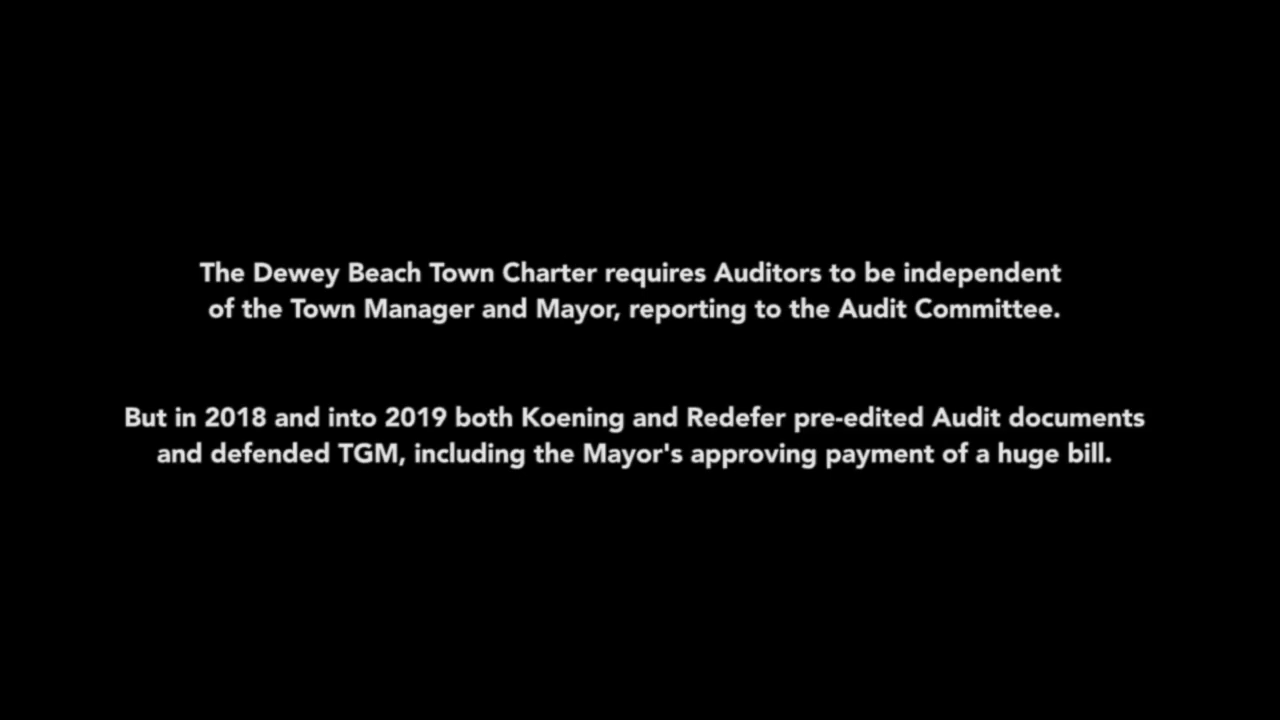 The Dewey Beach Town Charter requires Auditors to be independent
of the Town Manager and Mayor, reporting to the Audit Committee.
But in 2018 and into 2019 both Koening and Redefer pre-edited Audit documents
and defended TGM, including the Mayor's approving payment of a huge bill.